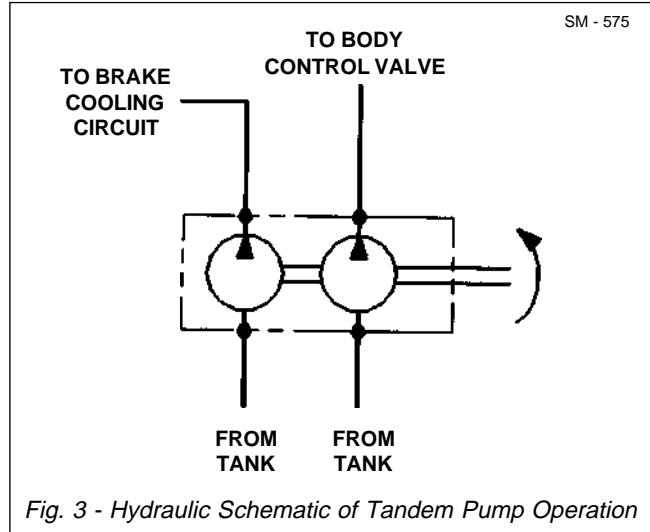 SM - 575
TO BODY
CONTROL VALVE
TO BRAKE
COOLING
CIRCUIT
FROM
TANK
FROM
TANK
Fig. 3 - Hydraulic Schematic of Tandem Pump Operation